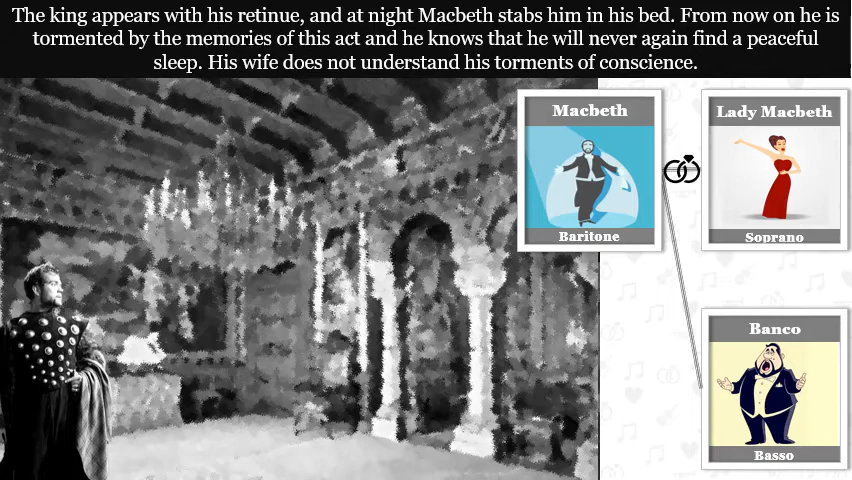 The king appears with his retinue, and at night Macbeth stabs him in his bed. From now on he is
tormented by the memories of this act and he knows that he will never again find a peaceful
sleep. His wife does not understand his torments of conscience.
Macbeth
Baritone
Lady Macbeth
Soprano
Banco
Basso